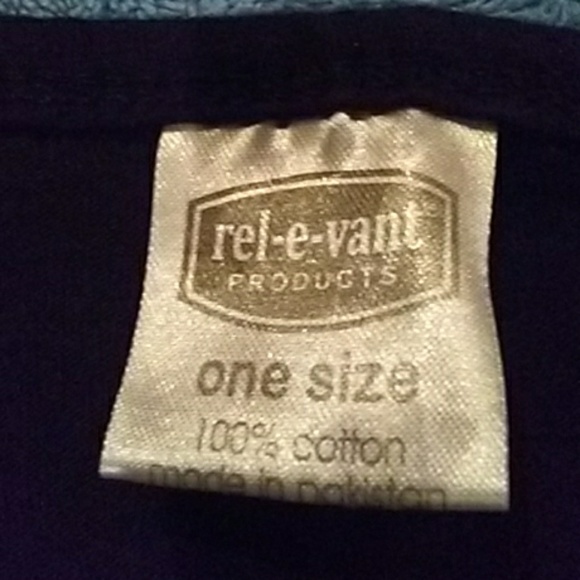 rel-e-vant
PRODUCTS
one size
100% cotton
made in pakistan